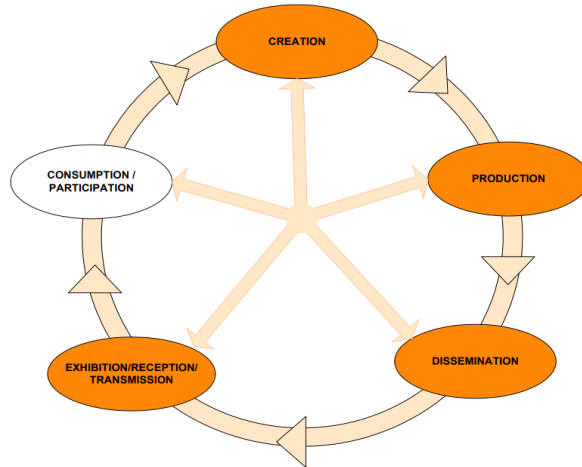 CREATION
PRODUCTION
DISSEMINATION
EXHIBITION/RECEPTION/
TRANSMISSION
CONSUMPTION /
PARTICIPATION